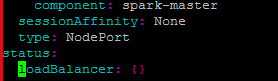 component: spark-master
sessionAffinity: None
type: NodePort
status:
loadBalancer: {}